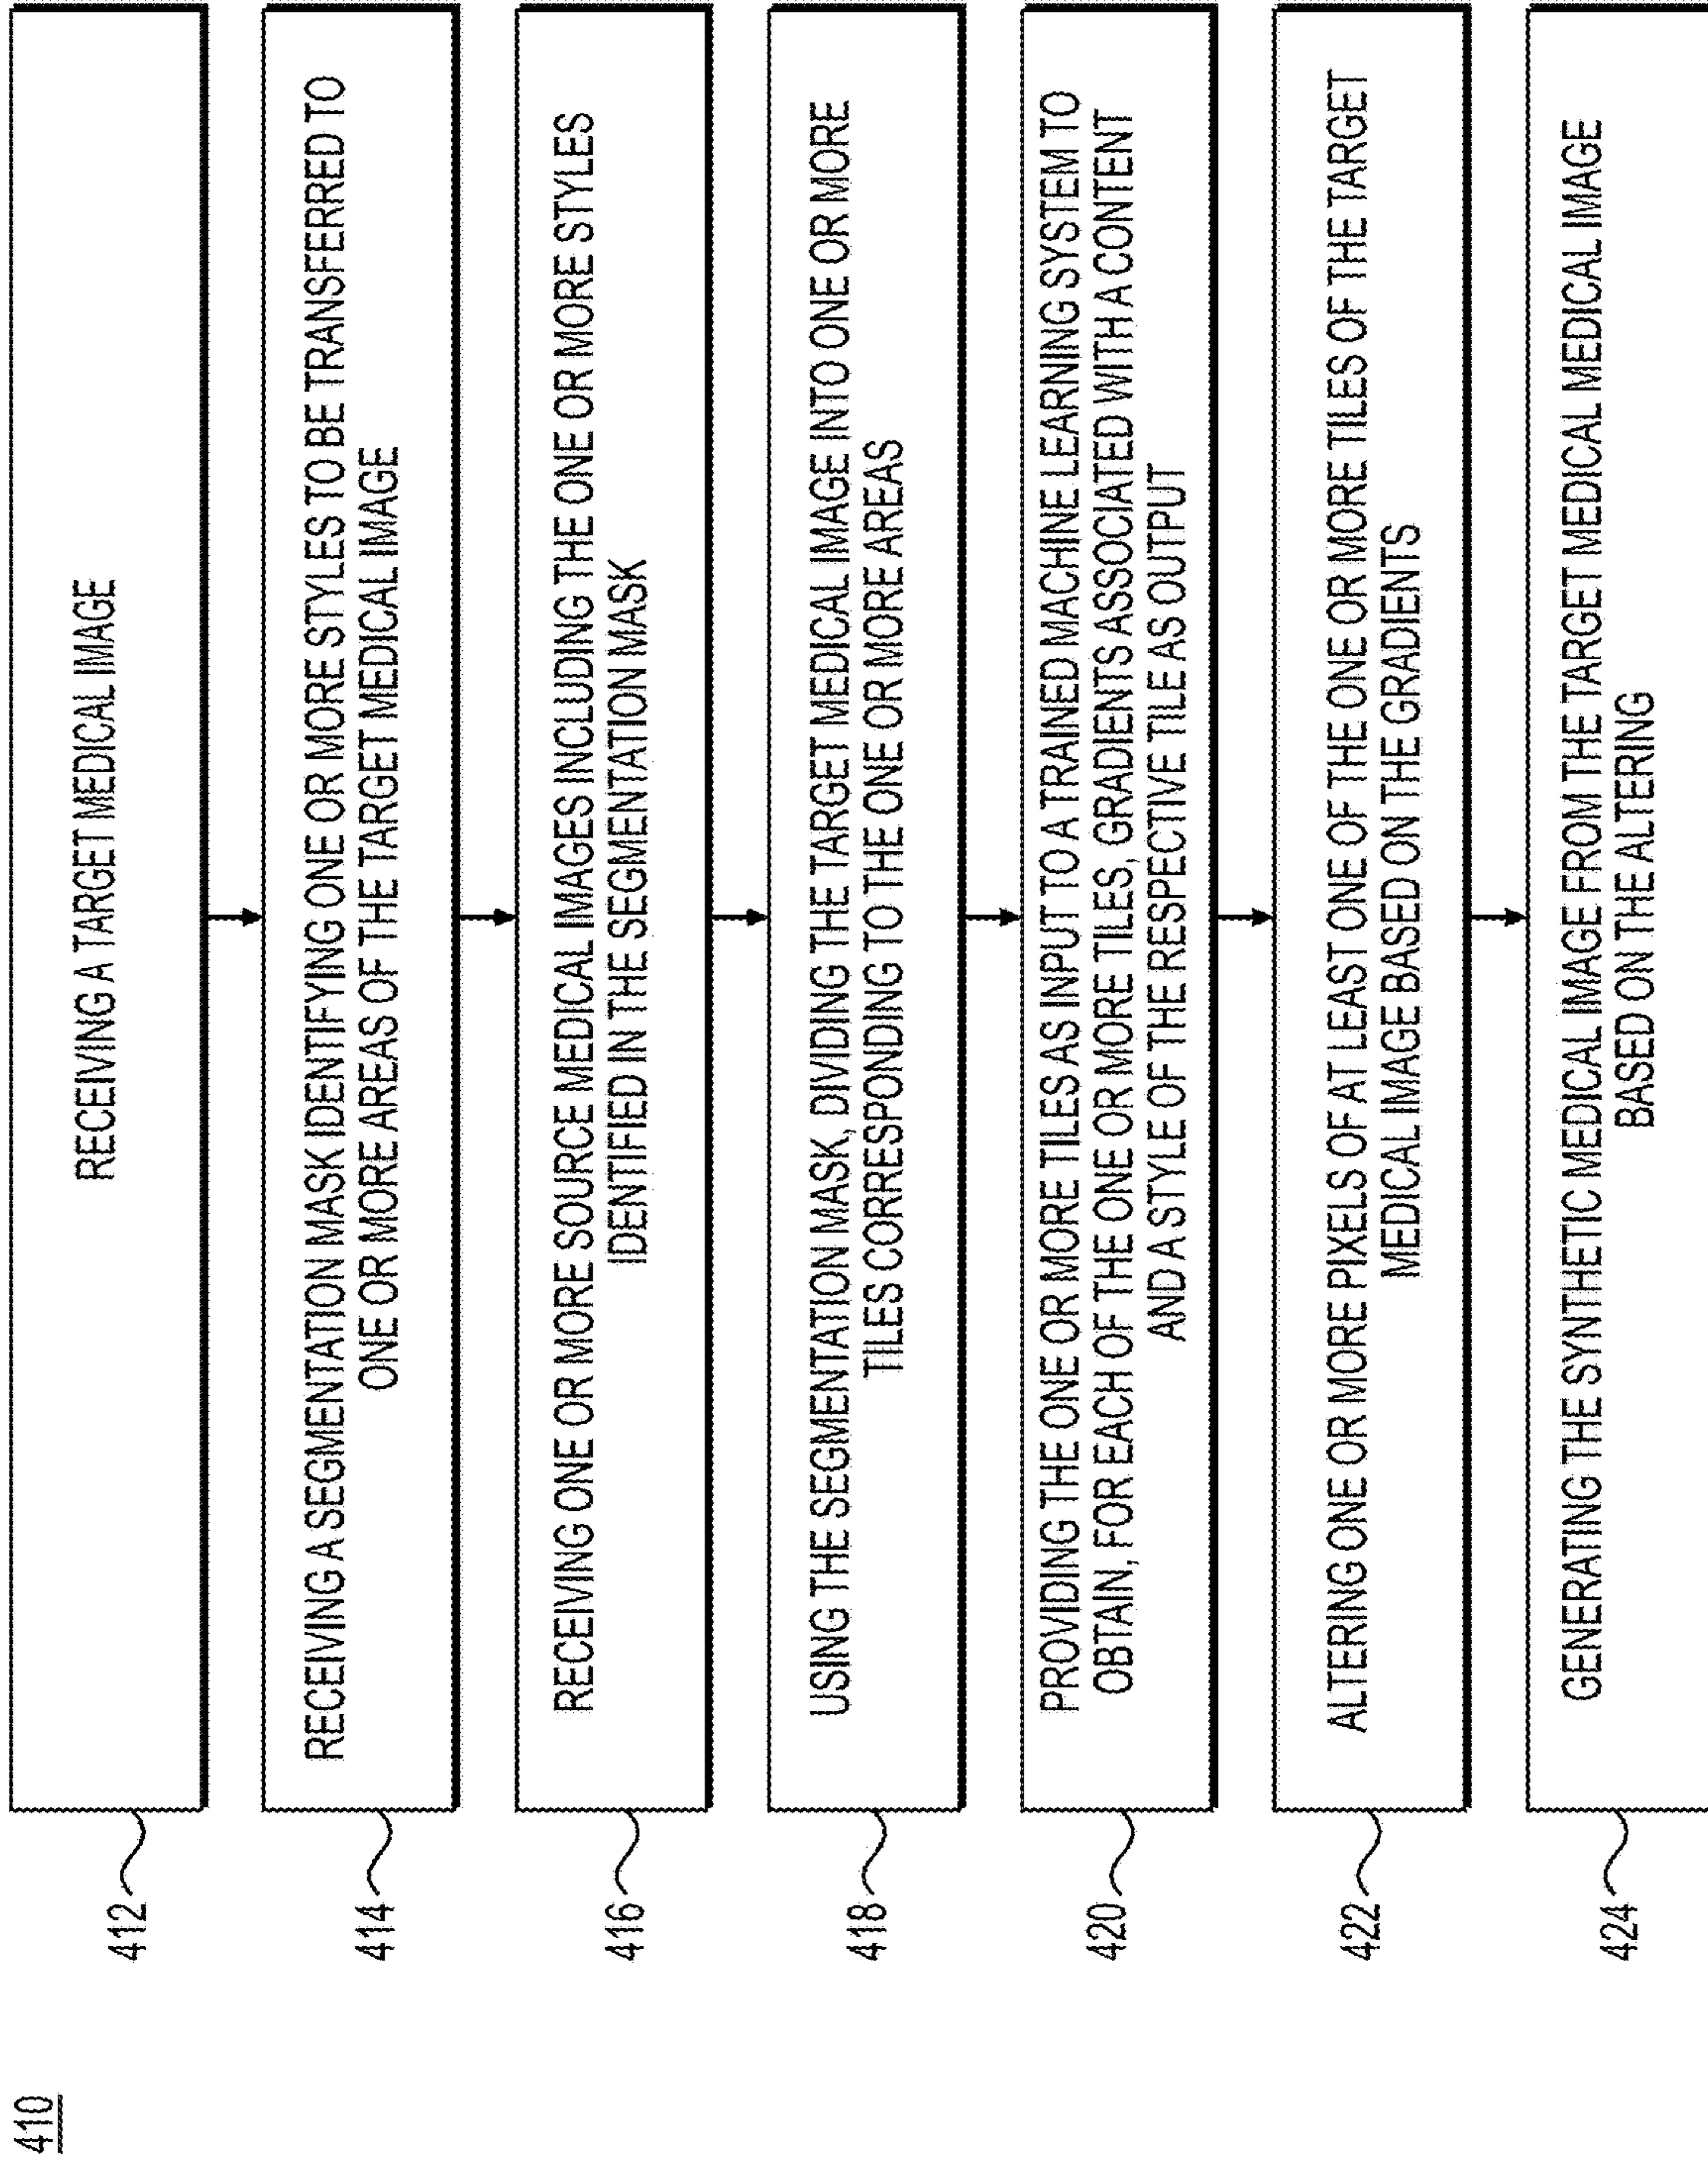 410
412
RECEIVING A TARGET MEDICAL IMAGE
414
RECEIVING A SEGMENTATION MASK IDENTIFYING ONE OR MORE STYLES TO BE TRANSFERRED TO
ONE OR MORE AREAS OF THE TARGET MEDICAL IMAGE
416
RECEIVING ONE OR MORE SOURCE MEDICAL IMAGES INCLUDING THE ONE OR MORE STYLES
IDENTIFIED IN THE SEGMENTATION MASK
418
USING THE SEGMENTATION MASK, DIVIDING THE TARGET MEDICAL IMAGE INTO ONE OR MORE
TILES CORRESPONDING TO THE ONE OR MORE AREAS
420
PROVIDING THE ONE OR MORE TILES AS INPUT TO A TRAINED MACHINE LEARNING SYSTEM TO
OBTAIN, FOR EACH OF THE ONE OR MORE TILES, GRADIENTS ASSOCIATED WITH A CONTENT
AND A STYLE OF THE RESPECTIVE TILE AS OUTPUT
422
ALTERING ONE OR MORE PIXELS OF AT LEAST ONE OF THE ONE OR MORE TILES OF THE TARGET
MEDICAL IMAGE BASED ON THE GRADIENTS
424
GENERATING THE SYNTHETIC MEDICAL IMAGE FROM THE TARGET MEDICAL MEDICAL IMAGE
BASED ON THE ALTERING